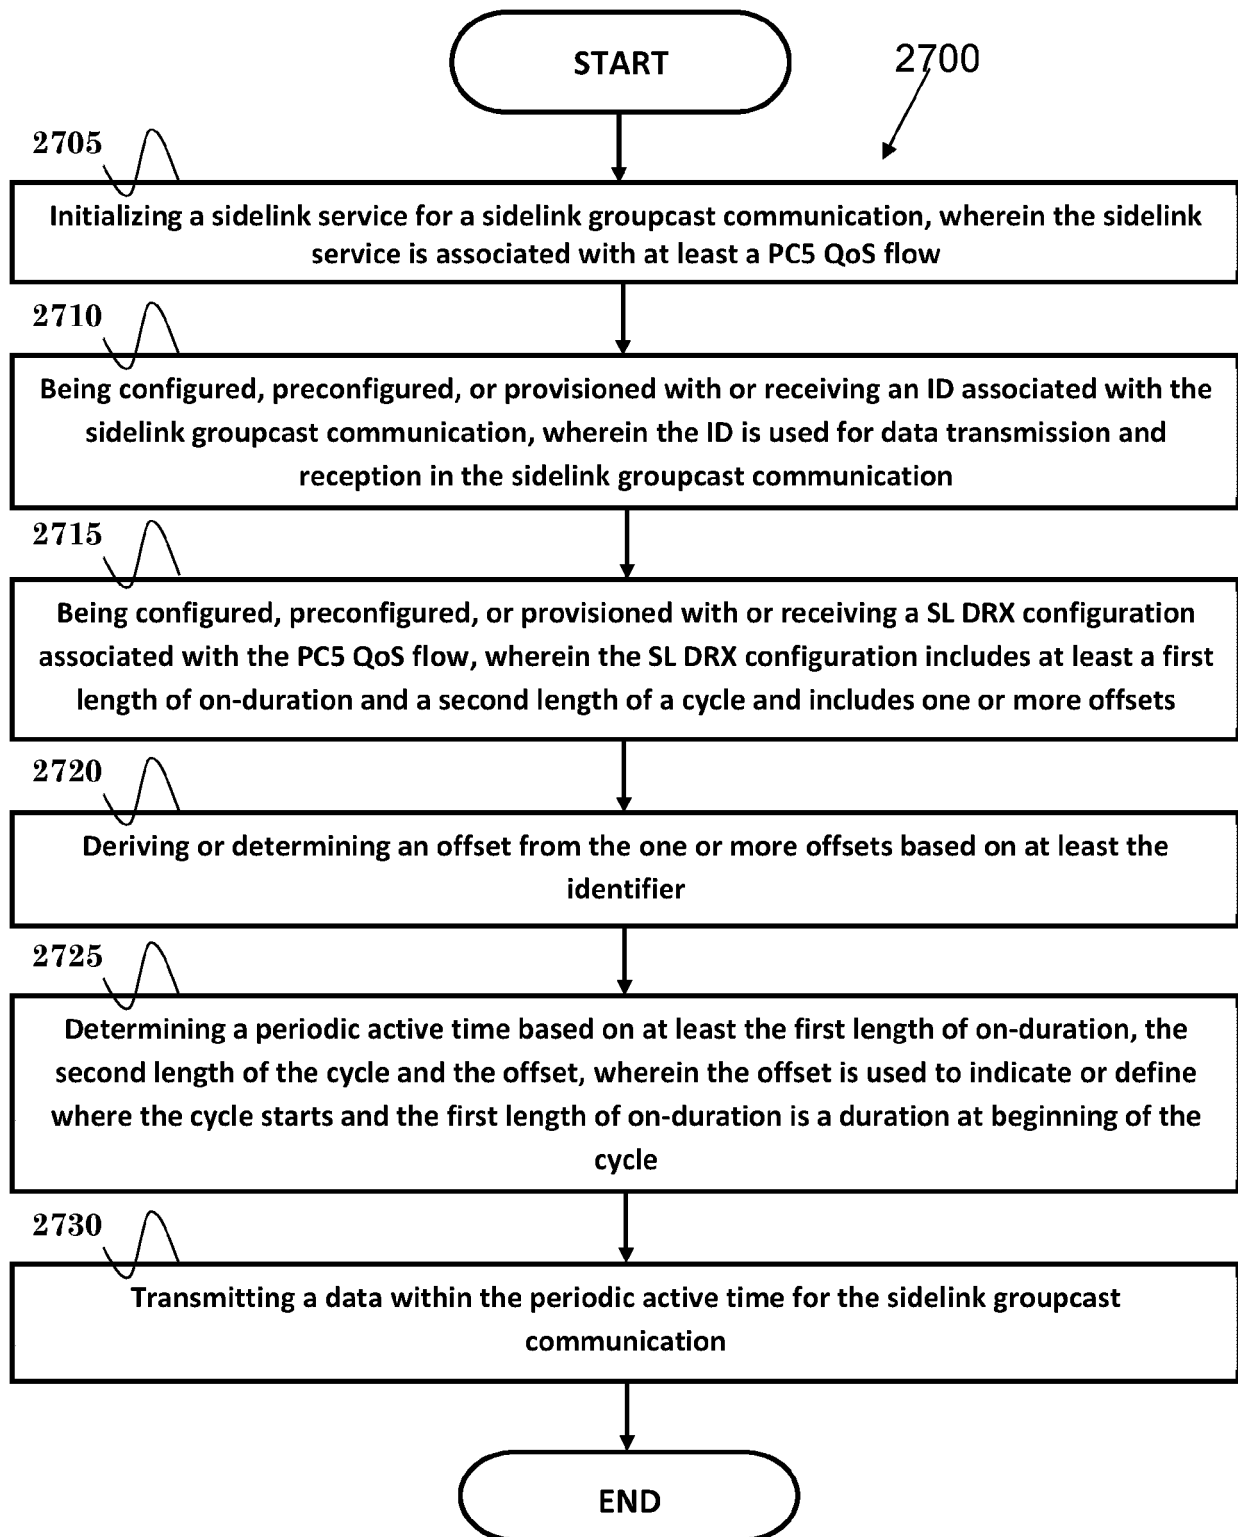 START
2700
2705
Initializing a sidelink service for a sidelink groupcast communication, wherein the sidelink
service is associated with at least a PC5 QoS flow
2710
Being configured, preconfigured, or provisioned with or receiving an ID associated with the
sidelink groupcast communication, wherein the ID is used for data transmission and
reception in the sidelink groupcast communication
2715
Being configured, preconfigured, or provisioned with or receiving a SL DRX configuration
associated with the PC5 QoS flow, wherein the SL DRX configuration includes at least a first
length of on-duration and a second length of a cycle and includes one or more offsets
2720
Deriving or determining an offset from the one or more offsets based on at least the
identifier
2725
Determining a periodic active time based on at least the first length of on-duration, the
second length of the cycle and the offset, wherein the offset is used to indicate or define
where the cycle starts and the first length of on-duration is a duration at beginning of the
cycle
2730
Transmitting a data within the periodic active time for the sidelink groupcast
communication
END